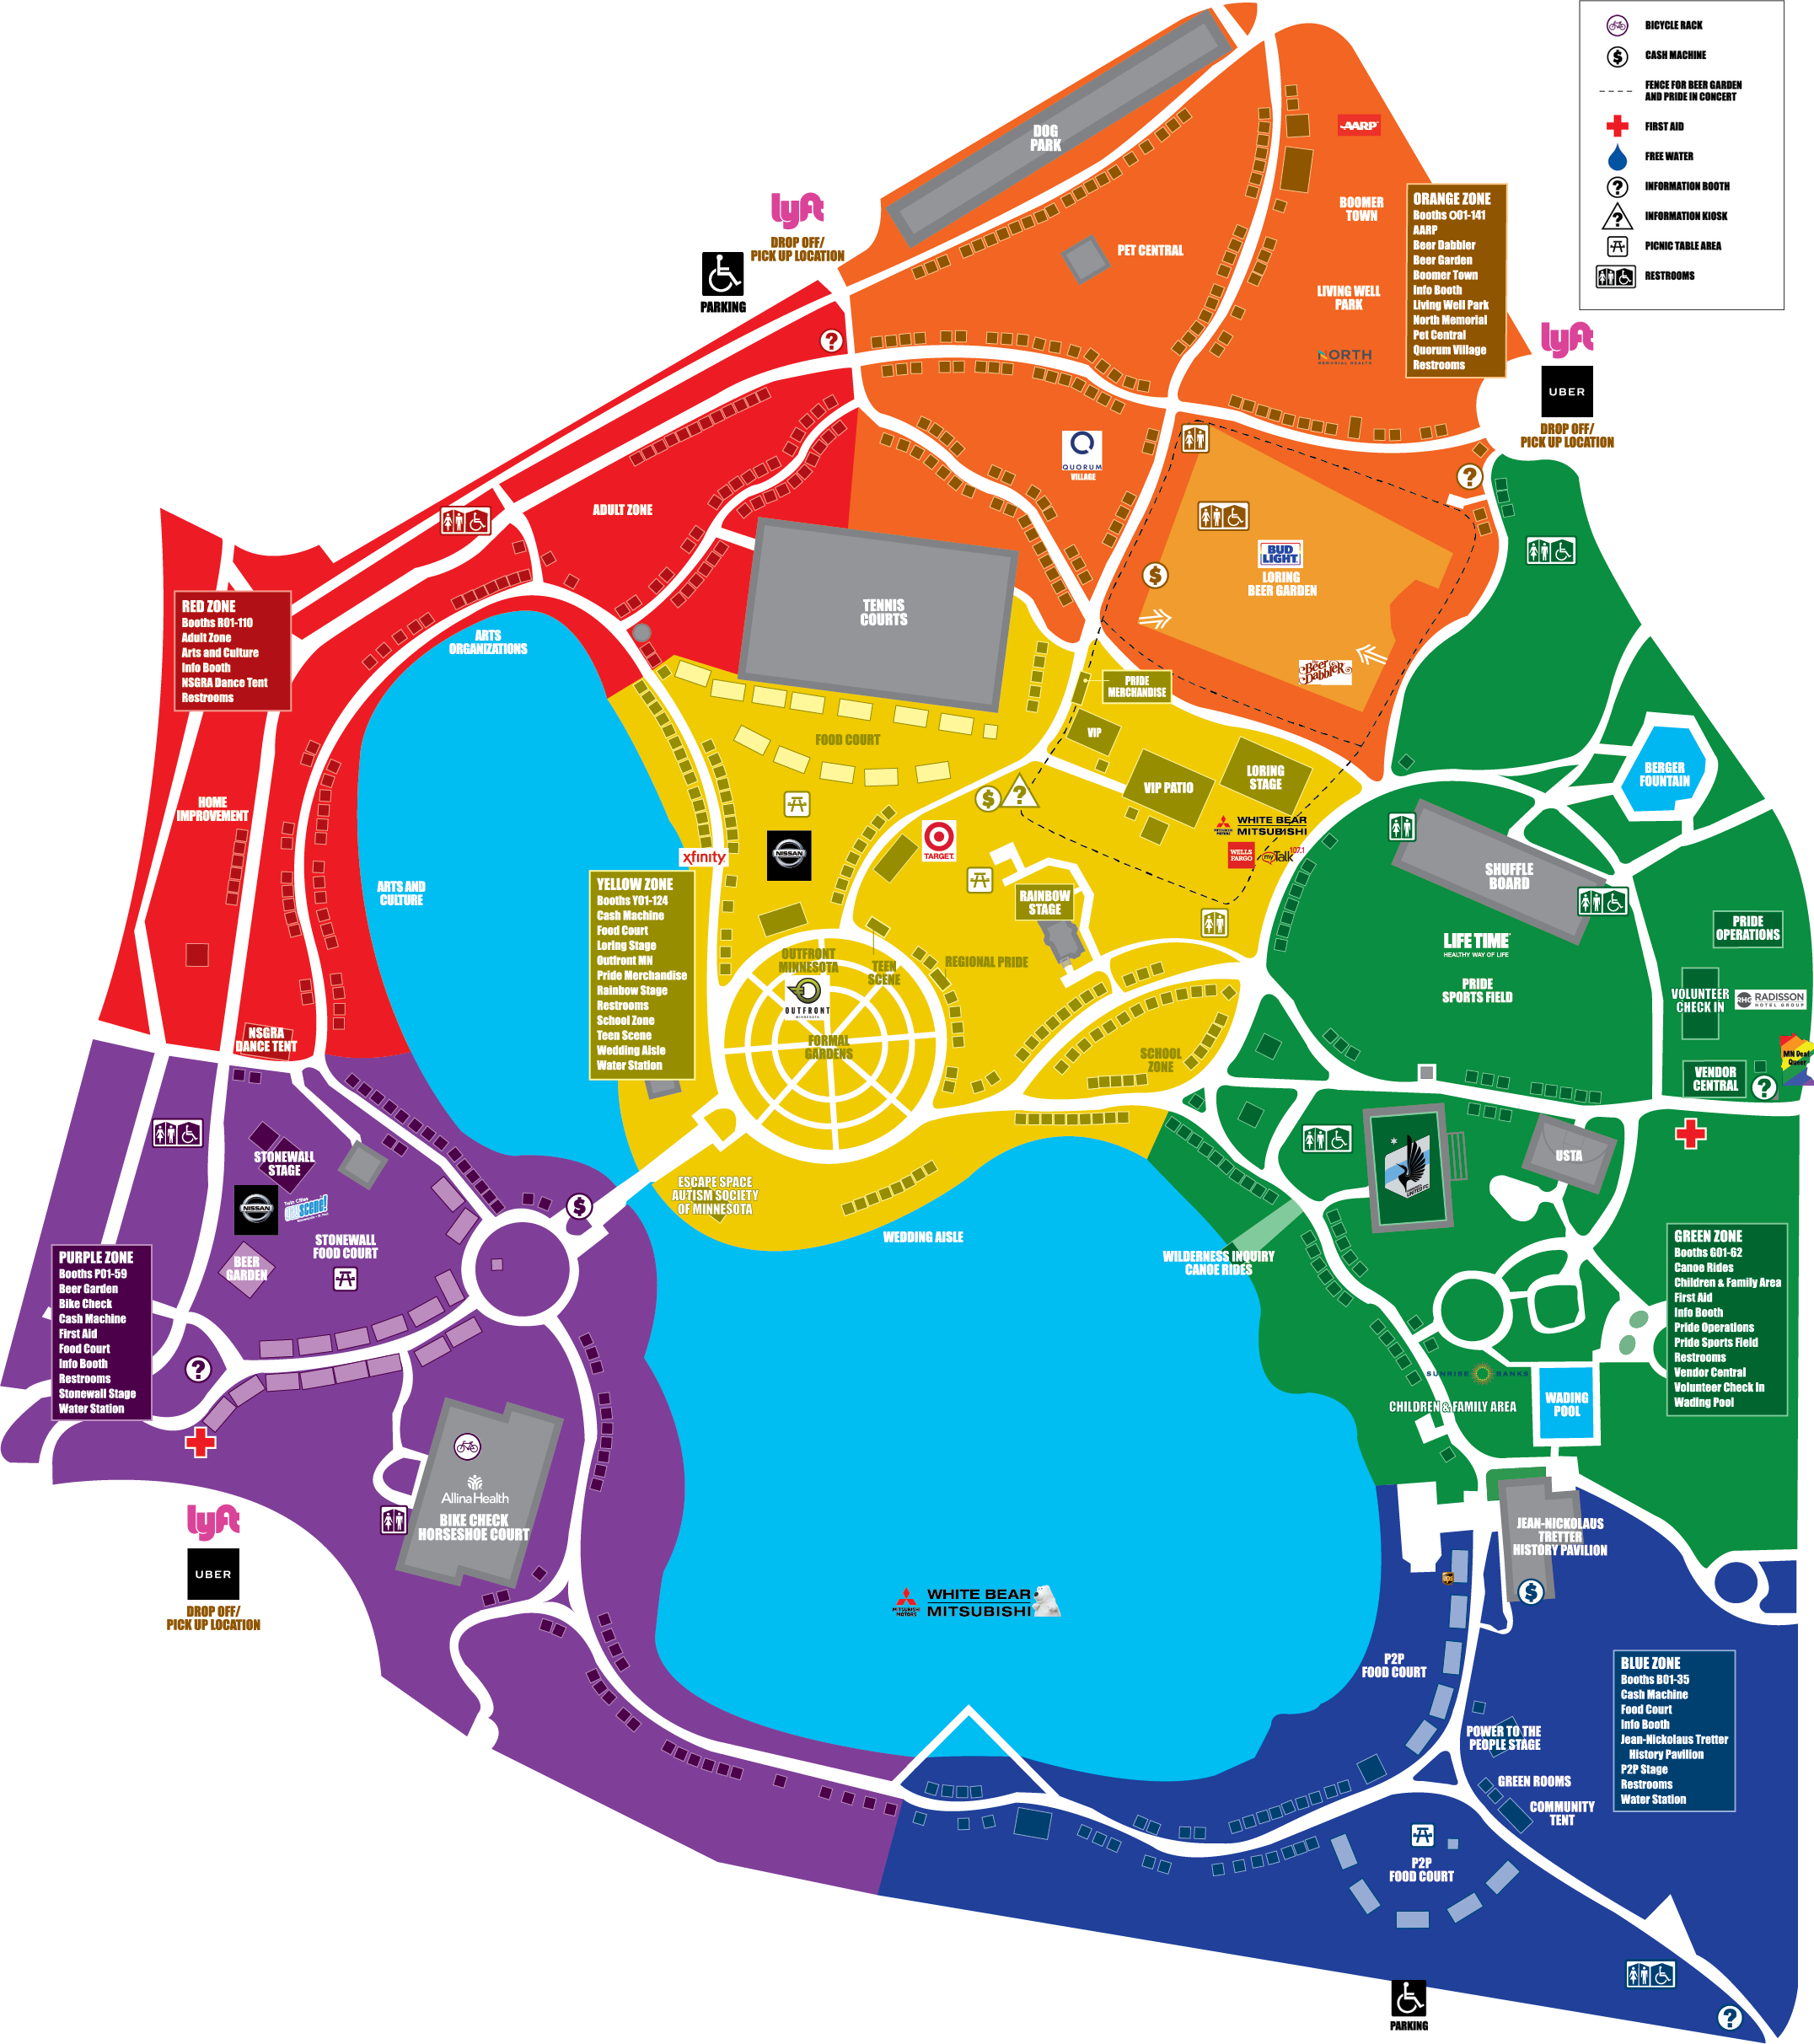 BICYCLE RACK
CASH MACHINE
FENCE FOR BEER GARDEN
AND PRIDE IN CONCERT
FIRST AID
FREE WATER
INFORMATION BOOTH
INFORMATION KIOSK
PICNIC TABLE AREA
RESTROOMS
DOG
PARK
AARP
lyft
DROP OFF/
PICK UP LOCATION
PARKING
PET CENTRAL
BOOMER
TOWN
LIVING WELL
PARK
NORTH
MEMORIAL HEALTH
ORANGE ZONE
Booths O01-141
AARP
Beer Dabbler
Beer Garden
Boomer Town
Info Booth
Living Well Park
North Memorial
Pet Central
Quorum Village
Restrooms
lyft
UBER
DROP OFF/
PICK UP LOCATION
QUORUM
VILLAGE
ADULT ZONE
BUD
LIGHT
LORING
BEER GARDEN
Beer
Dabbler
TENNIS
COURTS
RED ZONE
Booths R01-110
Adult Zone
Arts and Culture
Info Booth
NSGRA Dance Tent
Restrooms
ARTS
ORGANIZATIONS
PRIDE
MERCHANDISE
VIP
FOOD COURT
VIP PATIO
LORING
STAGE
BERGER
FOUNTAIN
HOME
IMPROVEMENT
WHITE BEAR
MITSUBISHI
MITSUBISHI
MOTORS
WELLS
FARGO
myTalk
107.1
TARGET
NISSAN
xfinity
ARTS AND
CULTURE
SHUFFLE
BOARD
RAINBOW
STAGE
YELLOW ZONE
Booths Y01-124
Cash Machine
Food Court
Loring Stage
Outfront MN
Pride Merchandise
Rainbow Stage
Restrooms
School Zone
Teen Scene
Wedding Aisle
Water Station
PRIDE
OPERATIONS
LIFE TIME
HEALTHY WAY OF LIFE
PRIDE
SPORTS FIELD
OUTFRONT
MINNESOTA
OUTFRONT
MINNESOTA
TEEN
SCENE
REGIONAL PRIDE
VOLUNTEER
CHECK IN
RHG RADISSON
HOTEL GROUP
FORMAL
GARDENS
SCHOOL
ZONE
NSGRA
DANCE TENT
MN Deaf
Queer
VENDOR
CENTRAL
STONEWALL
STAGE
NISSAN
USTA
ESCAPE SPACE
AUTISM SOCIETY
OF MINNESOTA
WEDDING AISLE
WILDERNESS INQUIRY
CANOE RIDES
STONEWALL
FOOD COURT
BEER
GARDEN
PURPLE ZONE
Booths P01-59
Beer Garden
Bike Check
Cash Machine
First Aid
Food Court
Info Booth
Restrooms
Stonewall Stage
Water Station
GREEN ZONE
Booths G01-62
Canoe Rides
Children & Family Area
First Aid
Info Booth
Pride Operations
Pride Sports Field
Restrooms
Vendor Central
Volunteer Check In
Wading Pool
SUNRISE BANKS
CHILDREN & FAMILY AREA
WADING
POOL
Allina Health
BIKE CHECK
HORSESHOE COURT
JEAN-NICKOLAUS
TRETTER
HISTORY PAVILION
ups
lyft
UBER
DROP OFF/
PICK UP LOCATION
MITSUBISHI
MOTORS
WHITE BEAR
MITSUBISHI
P2P
FOOD COURT
POWER TO THE
PEOPLE STAGE
GREEN ROOMS
COMMUNITY
TENT
BLUE ZONE
Booths B01-35
Cash Machine
Food Court
Info Booth
Jean-Nickolaus Tretter
History Pavilion
P2P Stage
Restrooms
Water Station
P2P
FOOD COURT
PARKING